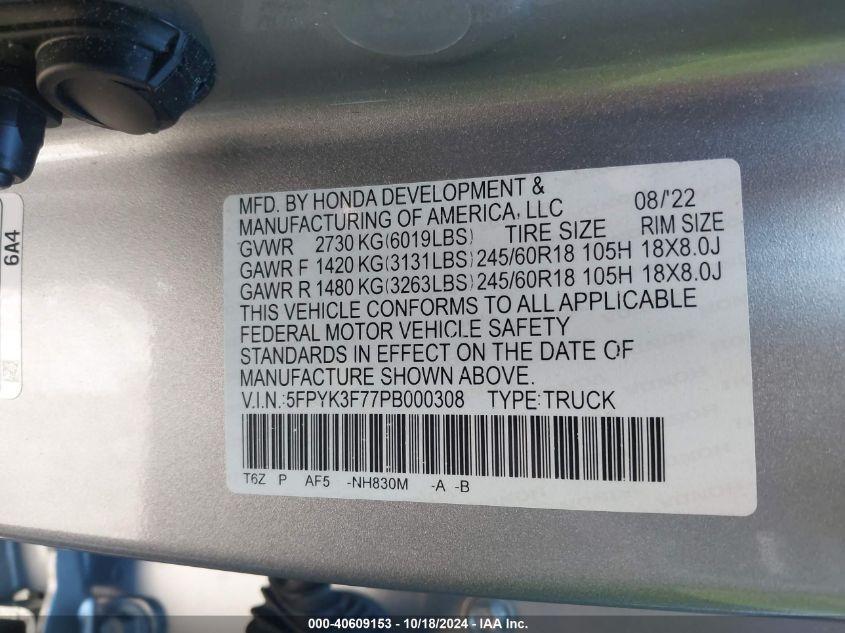 6A4
MFD. BY HONDA DEVELOPMENT &
MANUFACTURING OF AMERICA, LLC 08/'22
GVWR 2730 KG(6019LBS) TIRE SIZE RIM SIZE
GAWR F 1420 KG(3131LBS) 245/60R18 105H 18X8.0J
GAWR R 1480 KG(3263LBS) 245/60R18 105H 18X8.0J
THIS VEHICLE CONFORMS TO ALL APPLICABLE
FEDERAL MOTOR VEHICLE SAFETY
STANDARDS IN EFFECT ON THE DATE OF
MANUFACTURE SHOWN ABOVE.
V.I.N.:5FPYK3F77PB000308 TYPE:TRUCK
T6Z P AF5 -NH830M -A -B
000-40609153 - 10/18/2024 - IAA Inc.